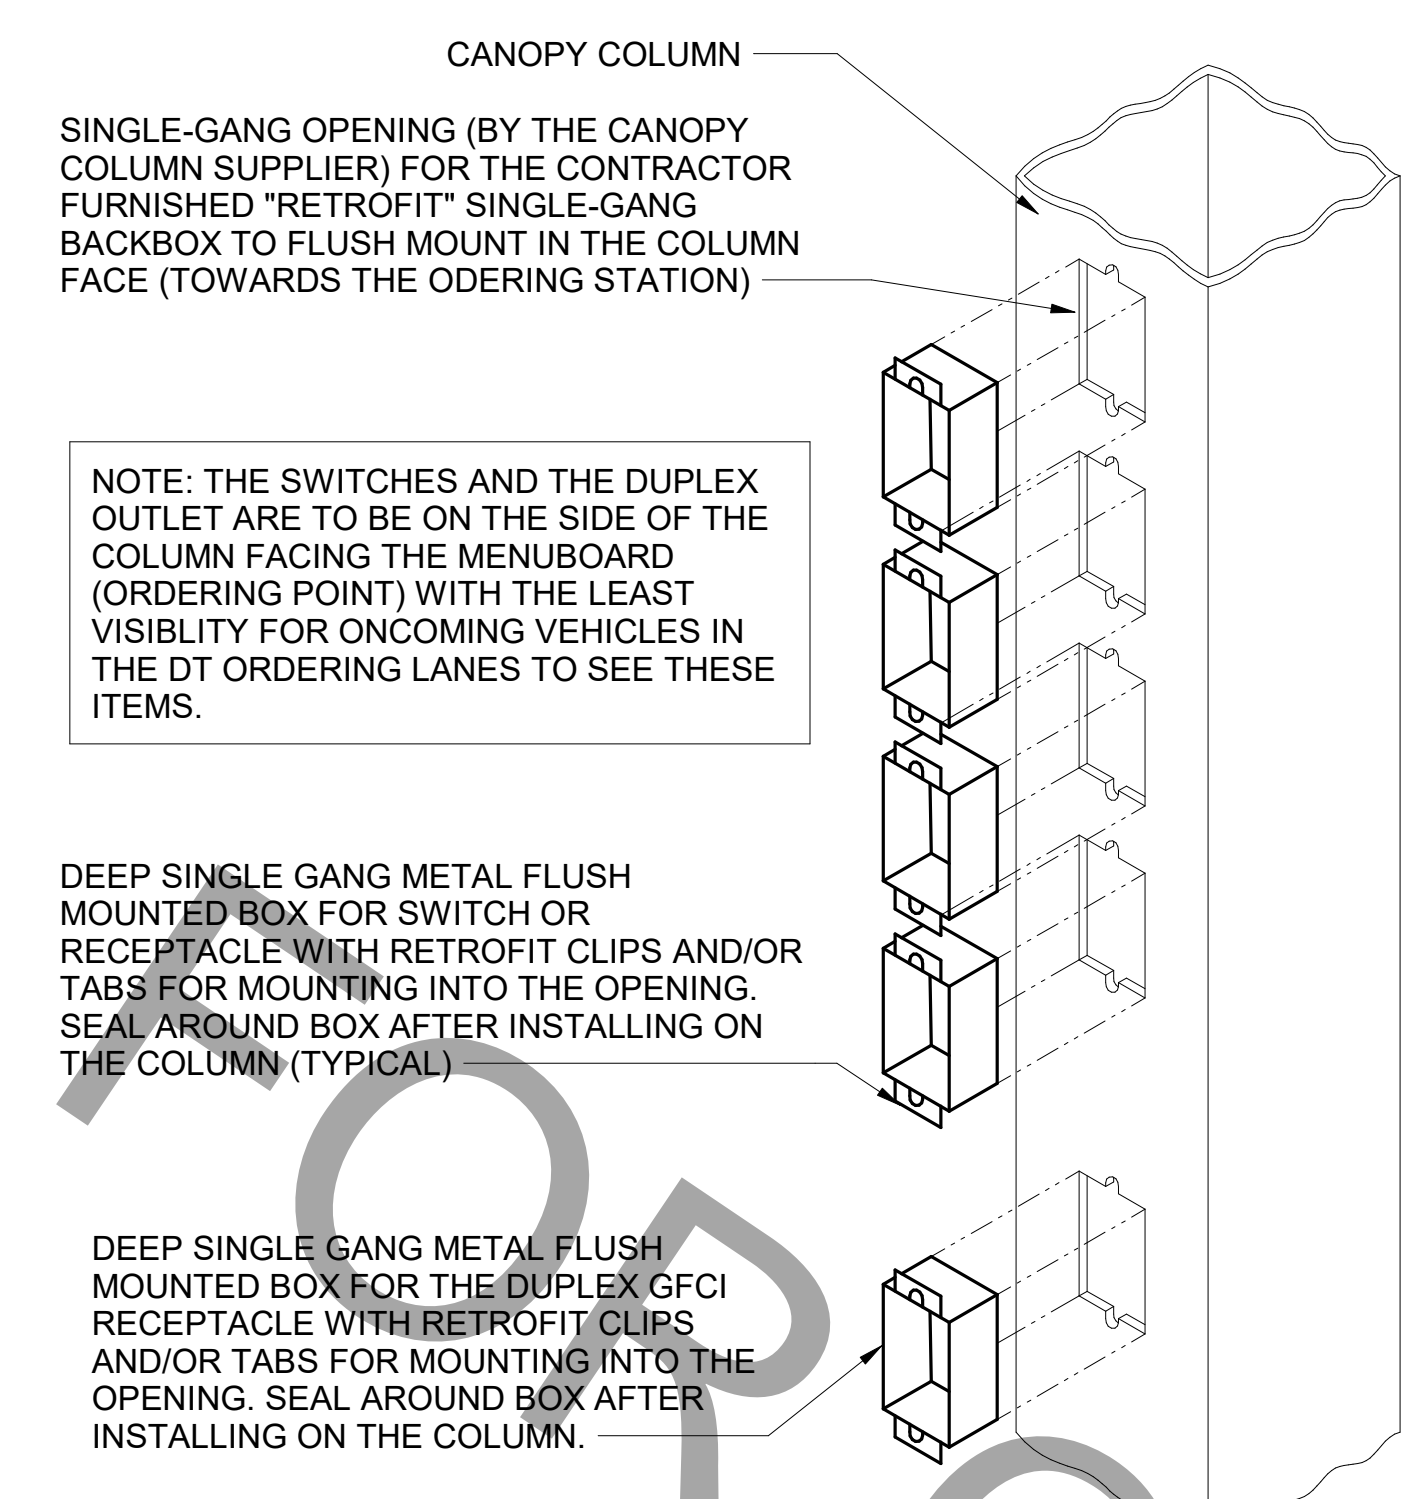 CANOPY COLUMN
SINGLE-GANG OPENING (BY THE CANOPY
COLUMN SUPPLIER) FOR THE CONTRACTOR
FURNISHED "RETROFIT" SINGLE-GANG
BACKBOX TO FLUSH MOUNT IN THE COLUMN
FACE (TOWARDS THE ODERING STATION)
NOTE: THE SWITCHES AND THE DUPLEX
OUTLET ARE TO BE ON THE SIDE OF THE
COLUMN FACING THE MENUBOARD
(ORDERING POINT) WITH THE LEAST
VISIBLITY FOR ONCOMING VEHICLES IN
THE DT ORDERING LANES TO SEE THESE
ITEMS.
DEEP SINGLE GANG METAL FLUSH
MOUNTED BOX FOR SWITCH OR
RECEPTACLE WITH RETROFIT CLIPS AND/OR
TABS FOR MOUNTING INTO THE OPENING.
SEAL AROUND BOX AFTER INSTALLING ON
THE COLUMN (TYPICAL)
DEEP SINGLE GANG METAL FLUSH
MOUNTED BOX FOR THE DUPLEX GFCI
RECEPTACLE WITH RETROFIT CLIPS
AND/OR TABS FOR MOUNTING INTO THE
OPENING. SEAL AROUND BOX AFTER
INSTALLING ON THE COLUMN.
FOR